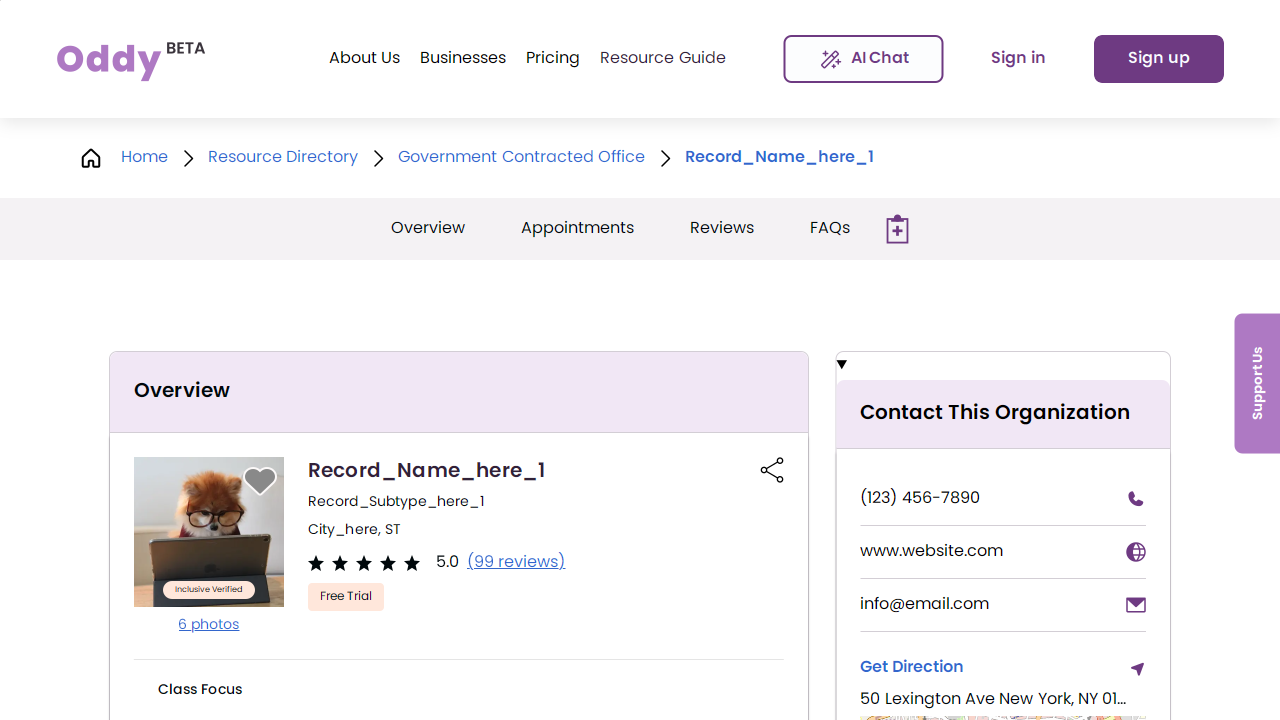 Oddy BETA
About Us Businesses Pricing Resource Guide AI Chat Sign in Sign up
Home Resource Directory Government Contracted Office Record_Name_here_1
Overview Appointments Reviews FAQs
Support Us
Overview
Record_Name_here_1
Record_Subtype_here_1
City_here, ST
5.0 (99 reviews)
Inclusive Verified
Free Trial
6 photos
Class Focus
Contact This Organization
(123) 456-7890
www.website.com
info@email.com
Get Direction
50 Lexington Ave New York, NY 01...